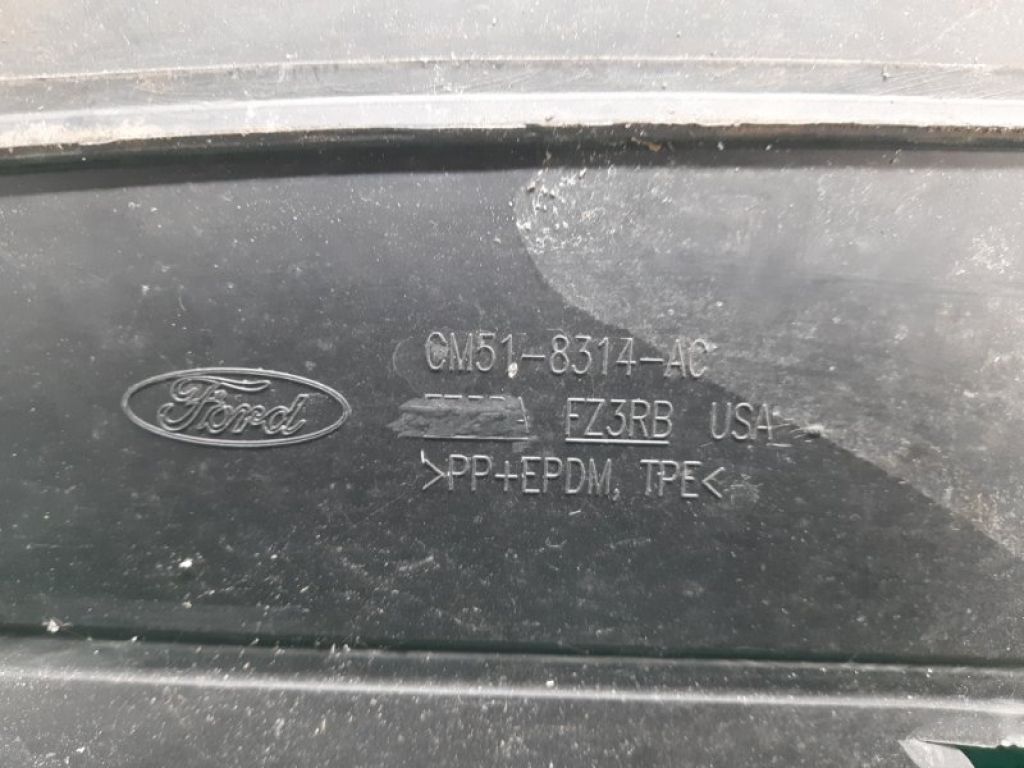 Ford
CM51-8314-AC
FZ3RB USA
>PP+EPDM, TPE<